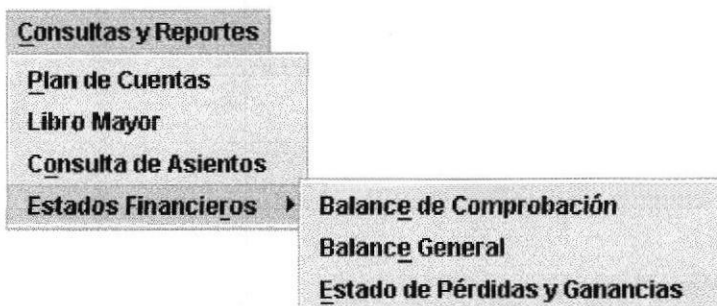 Consultas y Reportes
Plan de Cuentas
Libro Mayor
Consulta de Asientos
Estados Financieros
Balance de Comprobación
Balance General
Estado de Pérdidas y Ganancias